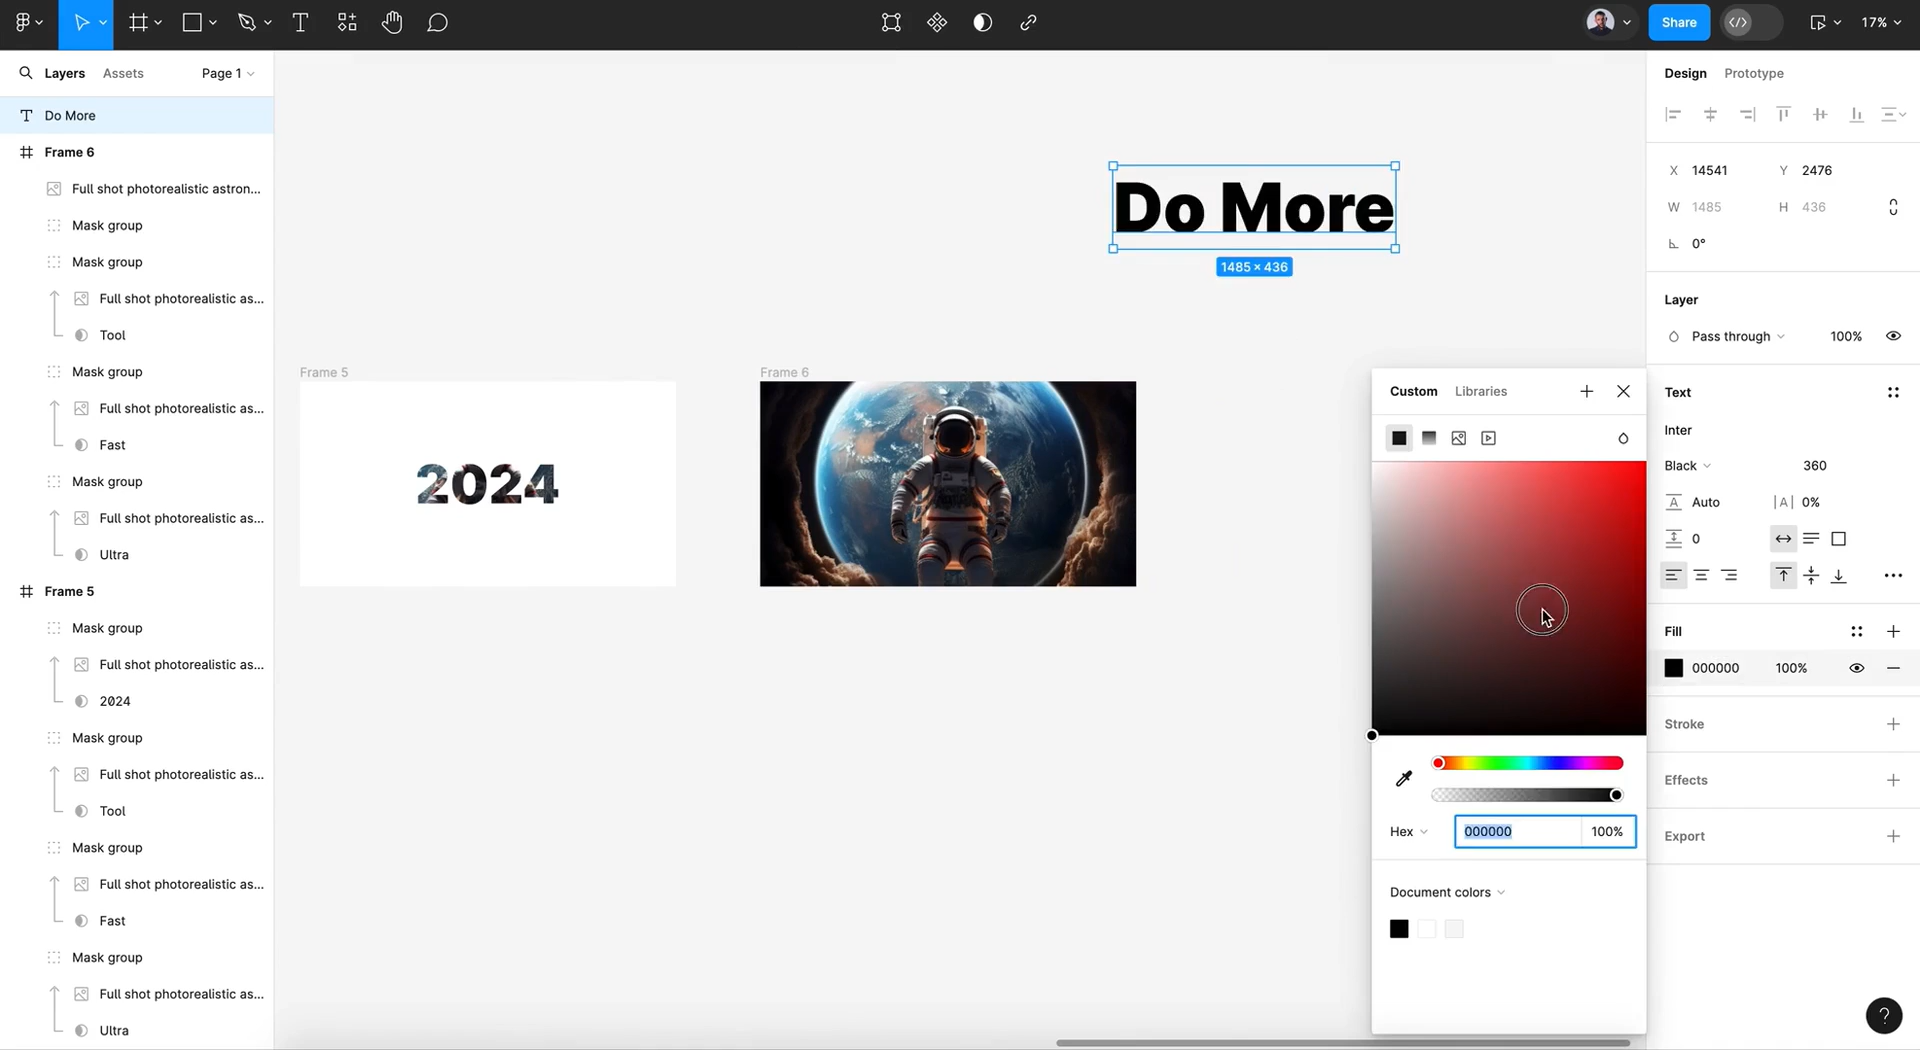 Share
17%
Layers
Assets
Page 1
Design
Prototype
T
Do More
Frame 6
Full shot photorealistic astron...
Mask group
Mask group
Full shot photorealistic as...
Tool
Mask group
Full shot photorealistic as...
Fast
Mask group
Full shot photorealistic as...
Ultra
Frame 5
Mask group
Full shot photorealistic as...
2024
Mask group
Full shot photorealistic as...
Tool
Mask group
Full shot photorealistic as...
Fast
Mask group
Full shot photorealistic as...
Ultra
Do More
1485 × 436
Frame 5
2024
Frame 6
Custom
Libraries
Hex
000000
100%
Document colors
X
14541
Y
2476
W
1485
H
436
0°
Layer
Pass through
100%
Text
Inter
Black
360
A
Auto
|A|
0%
0
Fill
000000
100%
Stroke
Effects
Export
?